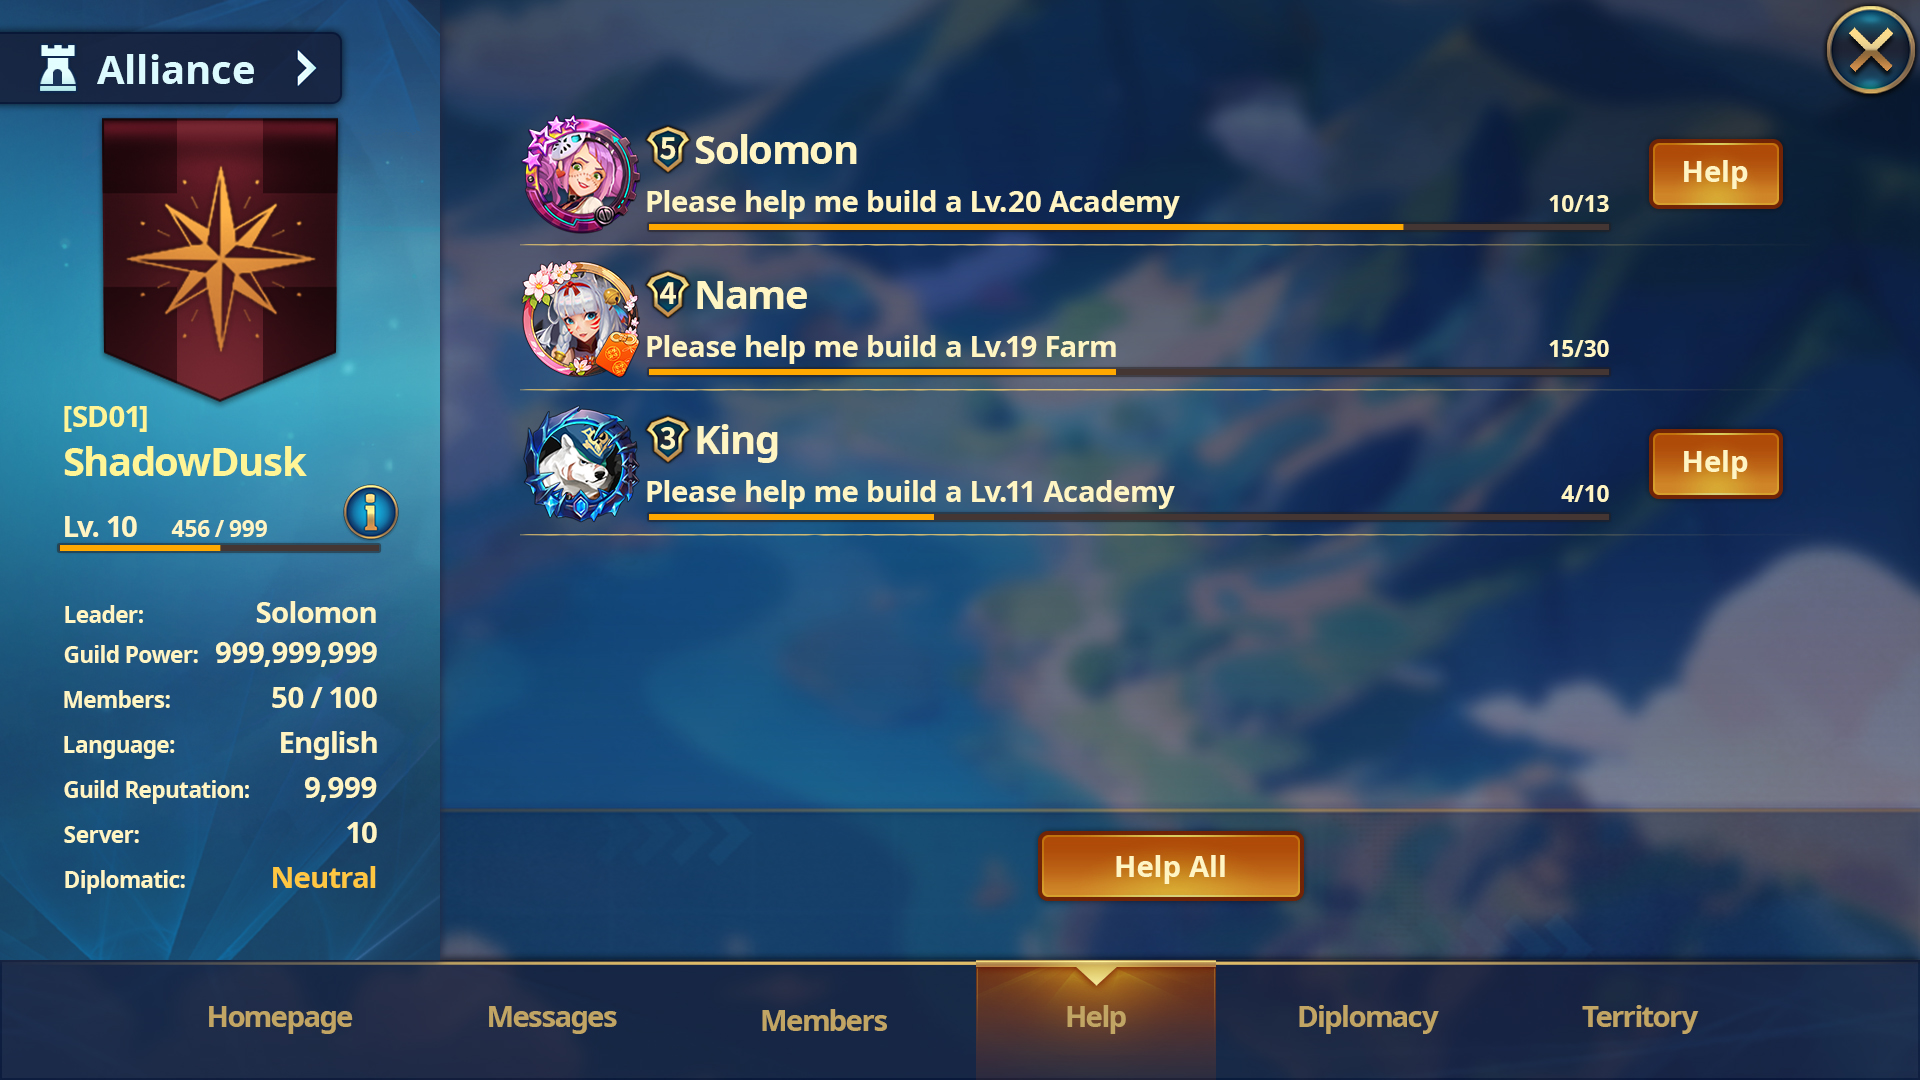 Alliance
[SD01]
ShadowDusk
Lv. 10 456 / 999
Leader: Solomon
Guild Power: 999,999,999
Members: 50 / 100
Language: English
Guild Reputation: 9,999
Server: 10
Diplomatic: Neutral
5 Solomon
Please help me build a Lv.20 Academy 10/13
Help
4 Name
Please help me build a Lv.19 Farm 15/30
3 King
Please help me build a Lv.11 Academy 4/10
Help
Help All
Homepage Messages Members Help Diplomacy Territory